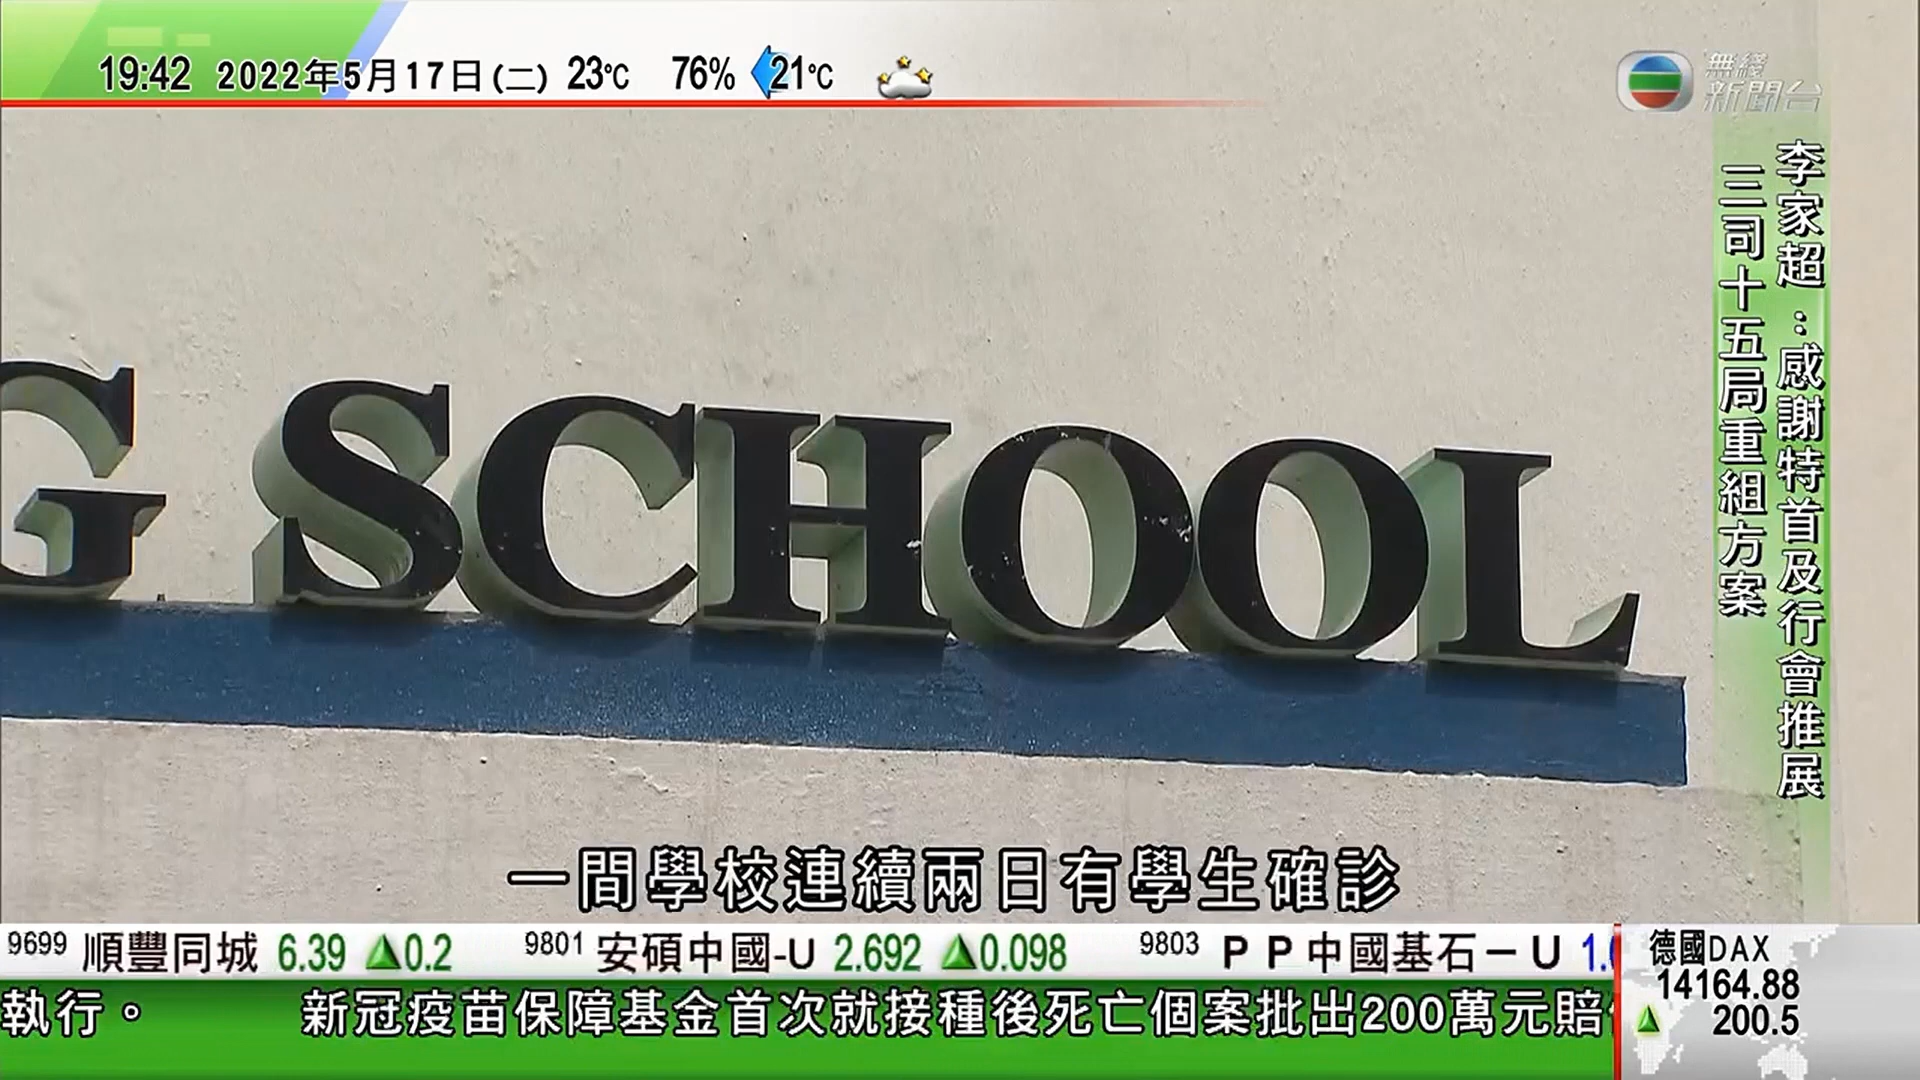 19:42 2022年5月17日(二) 23℃ 76% 21℃
無綫
新聞台
李家超：感謝特首及行會推展
三司十五局重組方案
G SCHOOL
一間學校連續兩日有學生確診
9699 順豐同城 6.39 ▲0.2 9801 安碩中國-U 2.692 ▲0.098 9803 PP中國基石－U
德國DAX
14164.88
▲ 200.5
執行。 新冠疫苗保障基金首次就接種後死亡個案批出200萬元賠